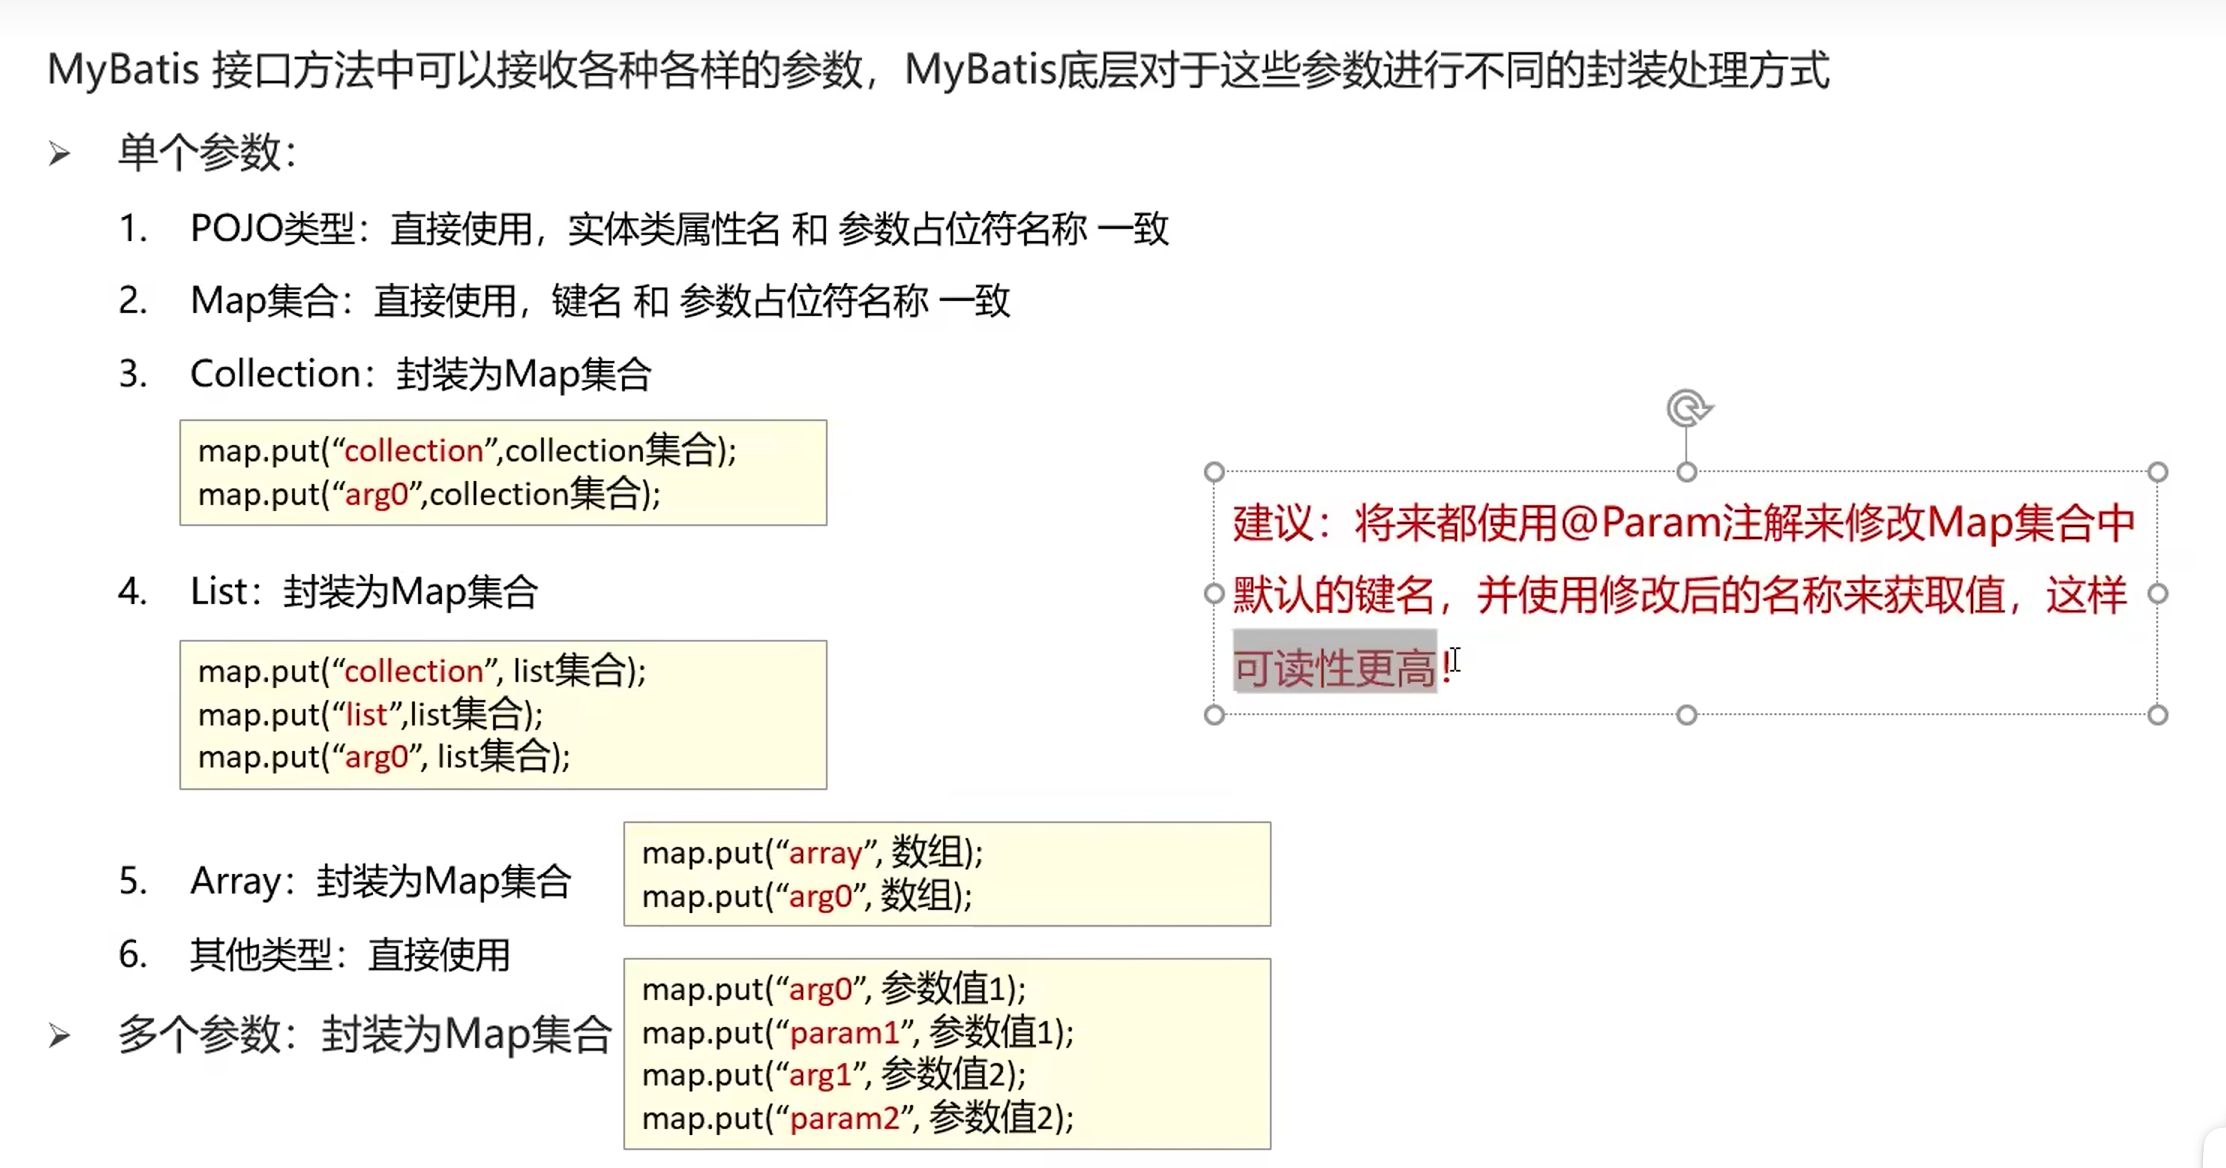 MyBatis 接口方法中可以接收各种各样的参数，MyBatis底层对于这些参数进行不同的封装处理方式
➢ 单个参数：
1. POJO类型：直接使用，实体类属性名 和 参数占位符名称 一致
2. Map集合：直接使用，键名 和 参数占位符名称 一致
3. Collection：封装为Map集合
map.put(“collection”,collection集合);
map.put(“arg0”,collection集合);
建议：将来都使用@Param注解来修改Map集合中
默认的键名，并使用修改后的名称来获取值，这样
可读性更高！
4. List：封装为Map集合
map.put(“collection”, list集合);
map.put(“list”,list集合);
map.put(“arg0”, list集合);
5. Array：封装为Map集合
map.put(“array”, 数组);
map.put(“arg0”, 数组);
6. 其他类型：直接使用
➢ 多个参数：封装为Map集合
map.put(“arg0”, 参数值1);
map.put(“param1”, 参数值1);
map.put(“arg1”, 参数值2);
map.put(“param2”, 参数值2);